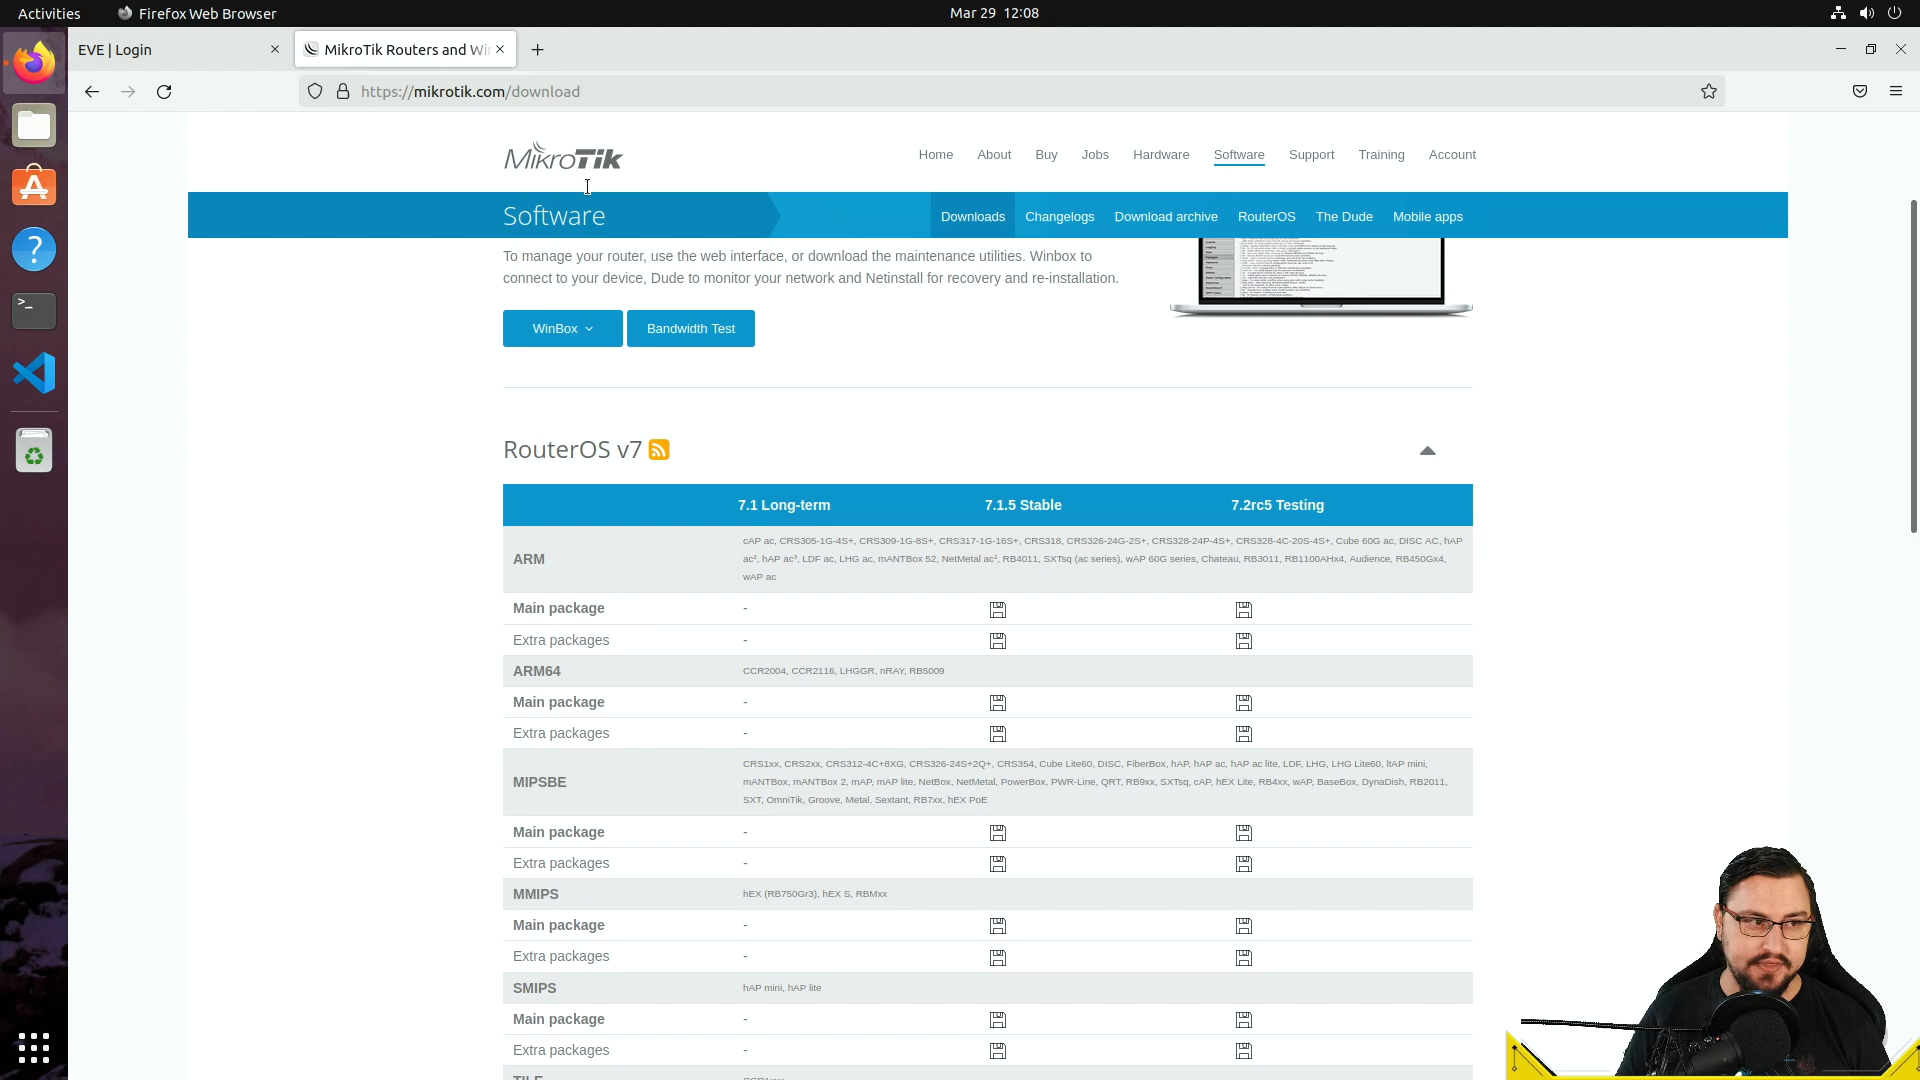 Activities
Firefox Web Browser
Mar 29 12:08
EVE | Login
MikroTik Routers and Wi
https://mikrotik.com/download
MikroTik
Home
About
Buy
Jobs
Hardware
Software
Support
Training
Account
Software
Downloads
Changelogs
Download archive
RouterOS
The Dude
Mobile apps
To manage your router, use the web interface, or download the maintenance utilities. Winbox to
connect to your device, Dude to monitor your network and Netinstall for recovery and re-installation.
WinBox
Bandwidth Test
RouterOS v7
7.1 Long-term
7.1.5 Stable
7.2rc5 Testing
ARM
cAP ac, CRS305-1G-4S+, CRS309-1G-8S+, CRS317-1G-16S+, CRS318, CRS326-24G-2S+, CRS328-24P-4S+, CRS328-4C-20S-4S+, Cube 60G ac, DISC AC, hAP
ac², hAP ac³, LDF ac, LHG ac, mANTBox 52, NetMetal ac², RB4011, SXTsq (ac series), wAP 60G series, Chateau, RB3011, RB1100AHx4, Audience, RB450Gx4,
wAP ac
Main package -
Extra packages -
ARM64
CCR2004, CCR2116, LHGGR, nRAY, RB5009
Main package -
Extra packages -
MIPSBE
CRS1xx, CRS2xx, CRS312-4C+8XG, CRS326-24S+2Q+, CRS354, Cube Lite60, DISC, FiberBox, hAP, hAP ac, hAP ac lite, LDF, LHG, LHG Lite60, ltAP mini,
mANTBox, mANTBox 2, mAP, mAP lite, NetBox, NetMetal, PowerBox, PWR-Line, QRT, RB9xx, SXTsq, cAP, hEX Lite, RB4xx, wAP, BaseBox, DynaDish, RB2011,
SXT, OmniTik, Groove, Metal, Sextant, RB7xx, hEX PoE
Main package -
Extra packages -
MMIPS
hEX (RB750Gr3), hEX S, RBMxx
Main package -
Extra packages -
SMIPS
hAP mini, hAP lite
Main package -
Extra packages -
TILE